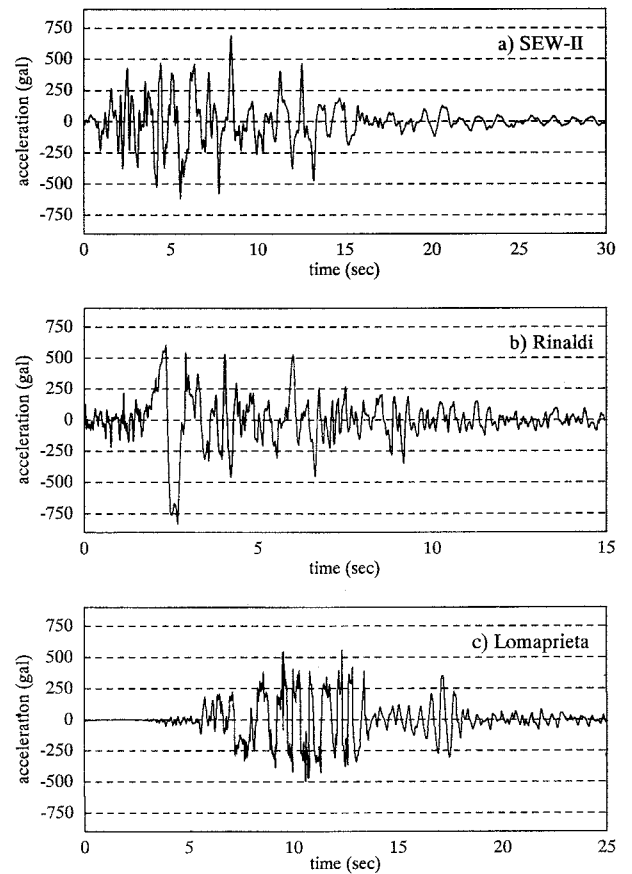 a) SEW-II
acceleration (gal)
750
500
250
0
-250
-500
-750
0 5 10 15 20 25 30
time (sec)
b) Rinaldi
acceleration (gal)
750
500
250
0
-250
-500
-750
0 5 10 15
time (sec)
c) Lomaprieta
acceleration (gal)
750
500
250
0
-250
-500
-750
0 5 10 15 20 25
time (sec)